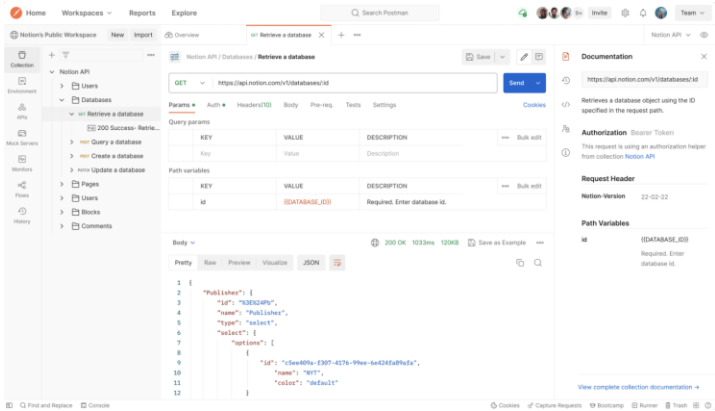 Home Workspaces Reports Explore Search Postman 9+ Invite Team
Notion's Public Workspace New Import Overview GET Retrieve a database Notion API
Collection
Environment
APIs
Mock Servers
Monitors
Flows
History
Notion API
Users
Databases
GET Retrieve a database
200 Success- Retrie...
POST Query a database
POST Create a database
PATCH Update a database
Pages
Users
Blocks
Comments
Notion API / Databases / Retrieve a database Save
GET https://api.notion.com/v1/databases/:id Send
Params Auth Headers(10) Body Pre-req. Tests Settings Cookies
Query params
KEY VALUE DESCRIPTION Bulk edit
Key Value Description
Path variables
KEY VALUE DESCRIPTION Bulk edit
id {{DATABASE_ID}} Required. Enter database id.
Body 200 OK 1033ms 120KB Save as Example
Pretty Raw Preview Visualize JSON
1 {
2 "Publisher": {
3 "id": "%3E%24Pb",
4 "name": "Publisher",
5 "type": "select",
6 "select": {
7 "options": [
8 {
9 "id":
10 "name": "NYT",
11 "color": "default"
12 }
Documentation
https://api.notion.com/v1/databases/:id
Retrieves a database object using the ID
specified in the request path.
Authorization Bearer Token
This request is using an authorization helper
from collection Notion API
Request Header
Notion-Version 22-02-22
Path Variables
id {{DATABASE_ID}}
Required. Enter
database id.
View complete collection documentation →
Find and Replace Console Cookies Capture Requests Bootcamp Runner Trash